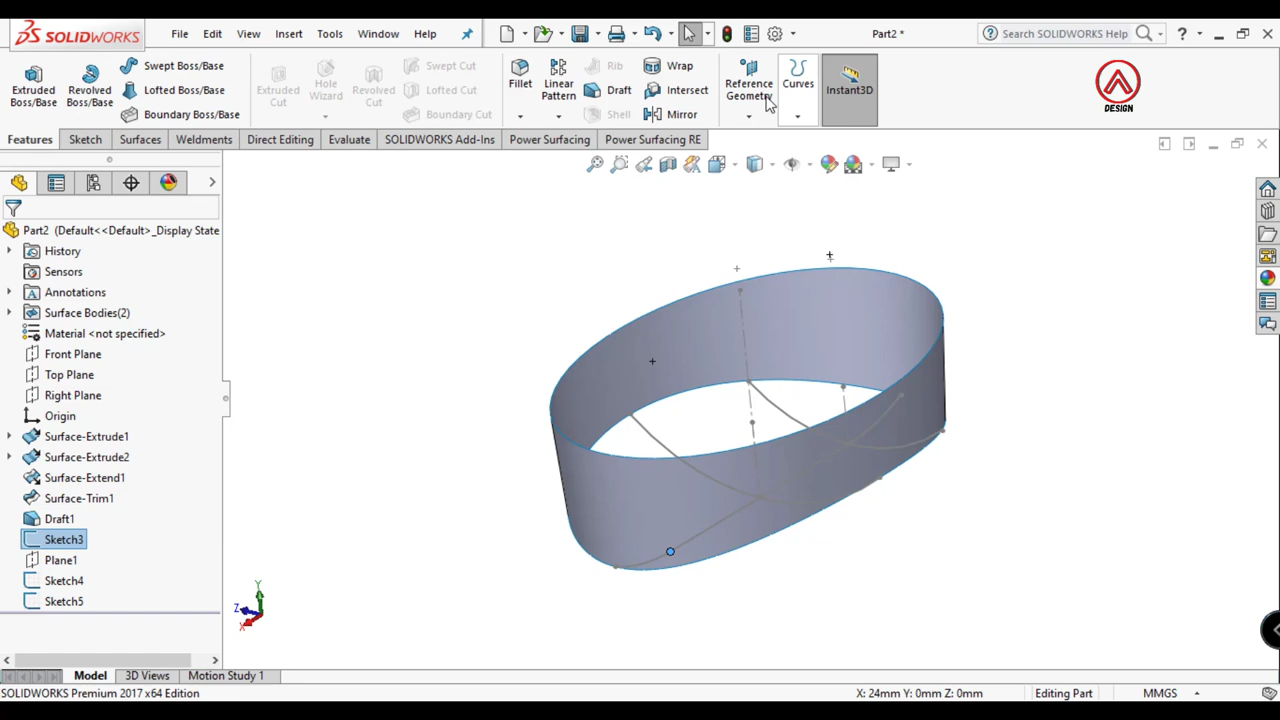 SOLIDWORKS File Edit View Insert Tools Window Help Part2 * Search SOLIDWORKS Help
Extruded Boss/Base
Revolved Boss/Base
Swept Boss/Base
Lofted Boss/Base
Boundary Boss/Base
Extruded Cut
Hole Wizard
Revolved Cut
Swept Cut
Lofted Cut
Boundary Cut
Fillet
Linear Pattern
Rib
Draft
Shell
Wrap
Intersect
Mirror
Reference Geometry
Curves
Instant3D
DESIGN
Features Sketch Surfaces Weldments Direct Editing Evaluate SOLIDWORKS Add-Ins Power Surfacing Power Surfacing RE
Part2 (Default<<Default>_Display State
History
Sensors
Annotations
Surface Bodies(2)
Material <not specified>
Front Plane
Top Plane
Right Plane
Origin
Surface-Extrude1
Surface-Extrude2
Surface-Extend1
Surface-Trim1
Draft1
Sketch3
Plane1
Sketch4
Sketch5
Y
Z
X
Model 3D Views Motion Study 1
SOLIDWORKS Premium 2017 x64 Edition X: 24mm Y: 0mm Z: 0mm Editing Part MMGS